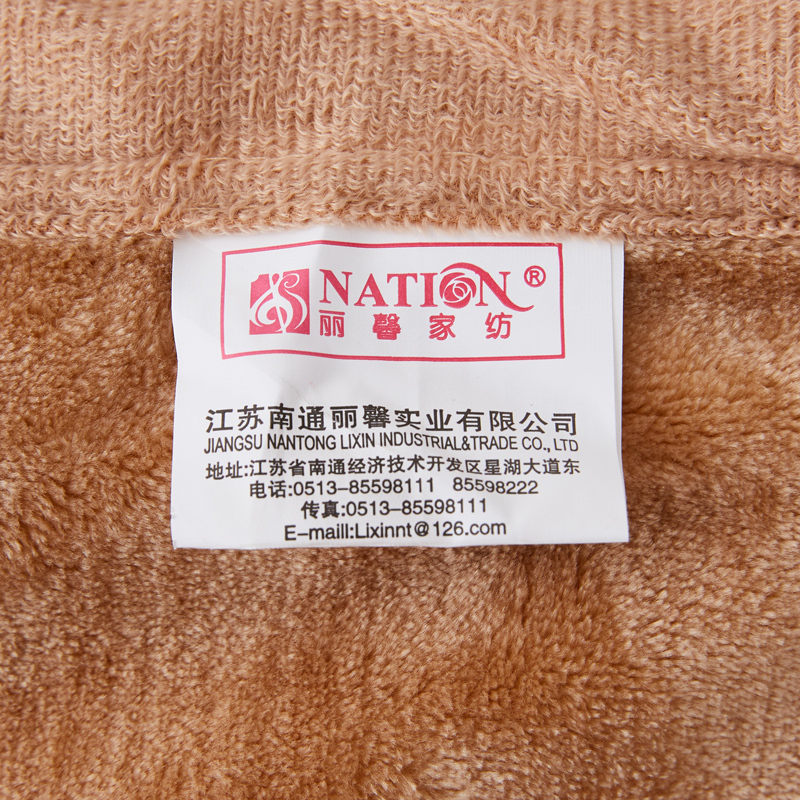 NATION®
丽馨家纺
江苏南通丽馨实业有限公司
JIANGSU NANTONG LIXIN INDUSTRIAL&TRADE CO., LTD
地址:江苏省南通经济技术开发区星湖大道东
电话:0513-85598111 85598222
传真:0513-85598111
E-maill:Lixinnt@126.com